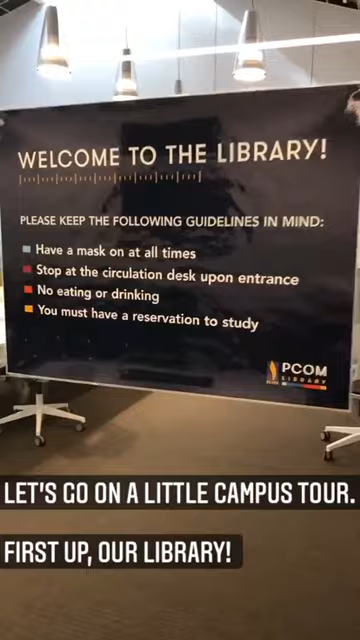 WELCOME TO THE LIBRARY!
PLEASE KEEP THE FOLLOWING GUIDELINES IN MIND:
Have a mask on at all times
Stop at the circulation desk upon entrance
No eating or drinking
You must have a reservation to study
PCOM
LIBRARY
LET'S GO ON A LITTLE CAMPUS TOUR.
FIRST UP, OUR LIBRARY!